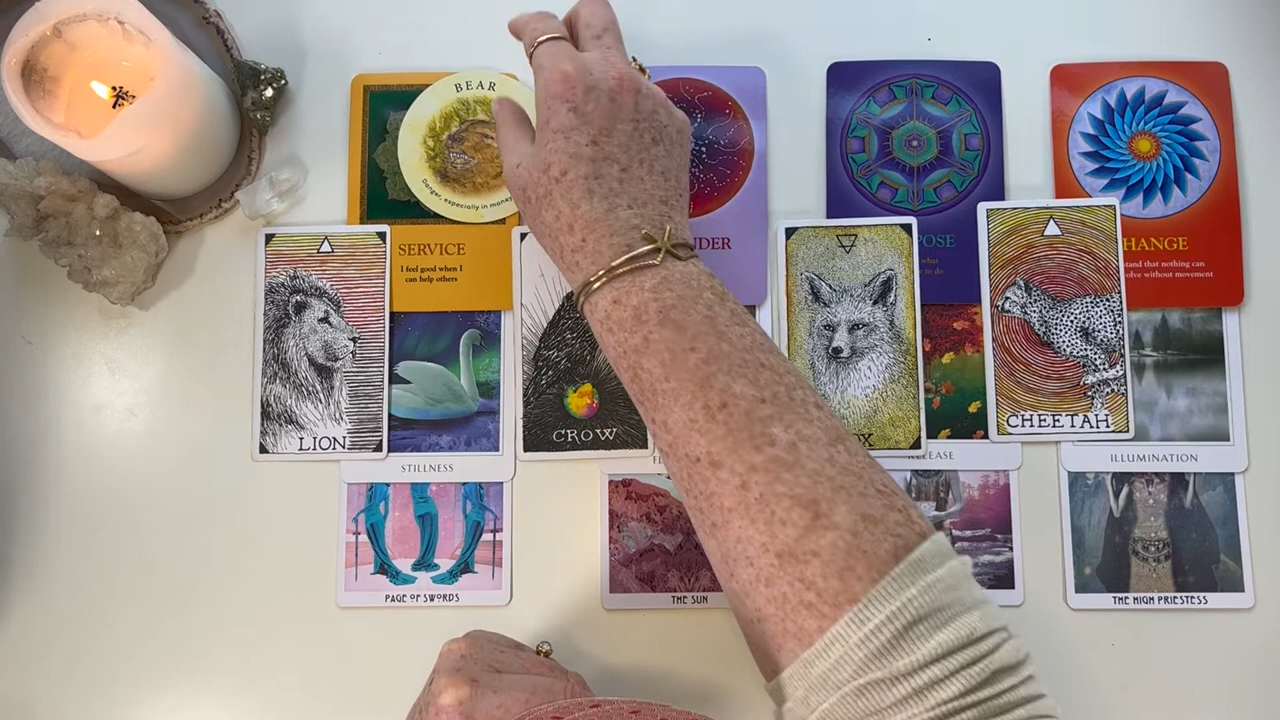 BEAR
Danger, especially in money
SERVICE
I feel good when I
can help others
NDER
POSE
what
to do
HANGE
stand that nothing can
volve without movement
LION
CROW
OX
CHEETAH
STILLNESS
RELEASE
ILLUMINATION
PAGE OF SWORDS
THE SUN
THE HIGH PRIESTESS